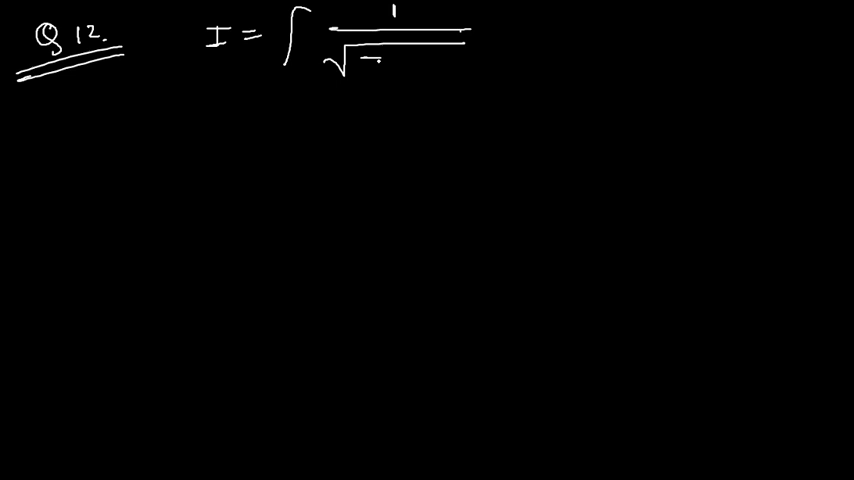 Q 12. I = ∫ 1/√